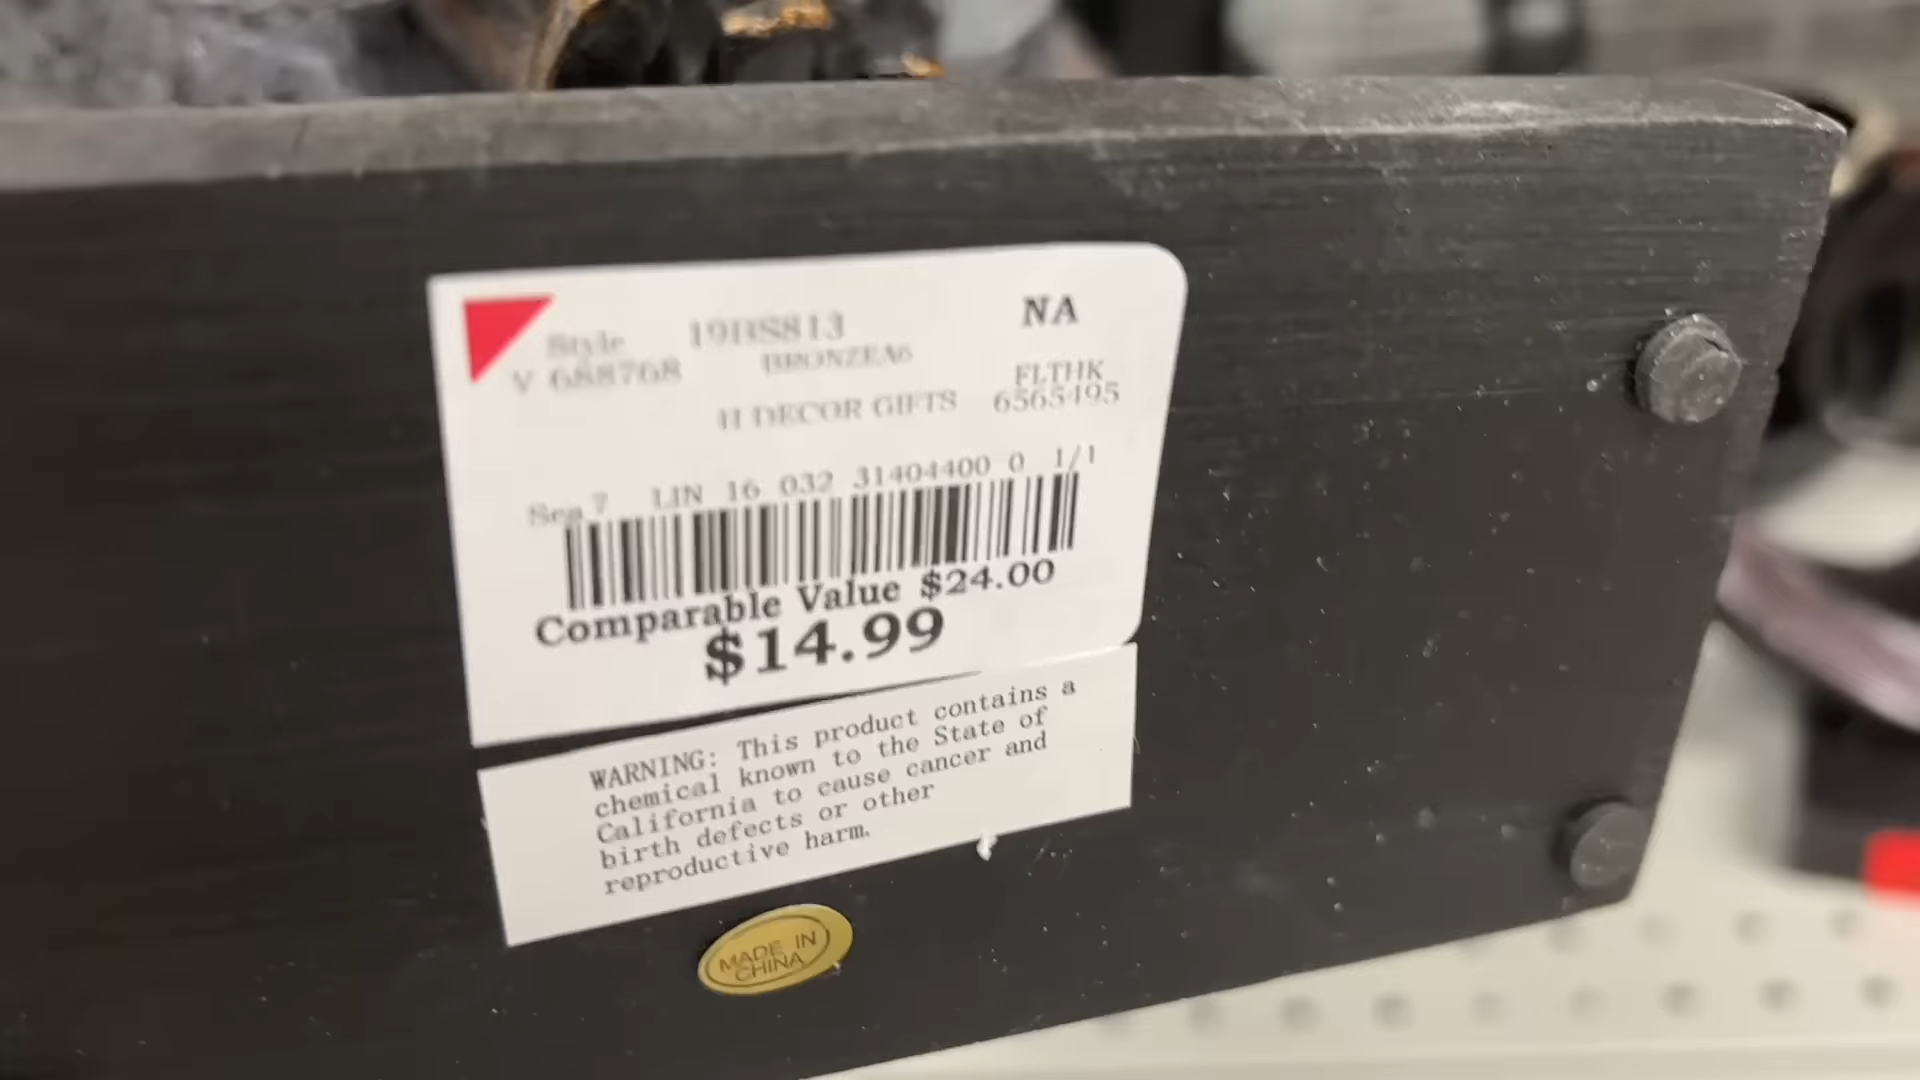 NA
Style 19BS813
V 688768 BRONZEA6
FLTHK
H DECOR GIFTS 6565495
Sea 7 LIN 16 032 31404400 0 1/1
Comparable Value $24.00
$14.99
WARNING: This product contains a
chemical known to the State of
California to cause cancer and
birth defects or other
reproductive harm.
MADE IN
CHINA